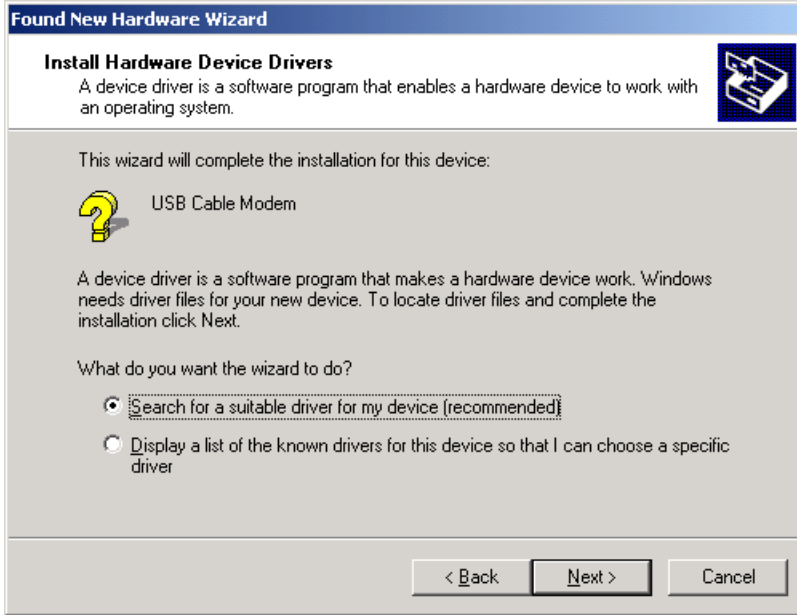 Found New Hardware Wizard
Install Hardware Device Drivers
A device driver is a software program that enables a hardware device to work with
an operating system.
This wizard will complete the installation for this device:
USB Cable Modem
A device driver is a software program that makes a hardware device work. Windows
needs driver files for your new device. To locate driver files and complete the
installation click Next.
What do you want the wizard to do?
Search for a suitable driver for my device (recommended)
Display a list of the known drivers for this device so that I can choose a specific
driver
< Back Next > Cancel